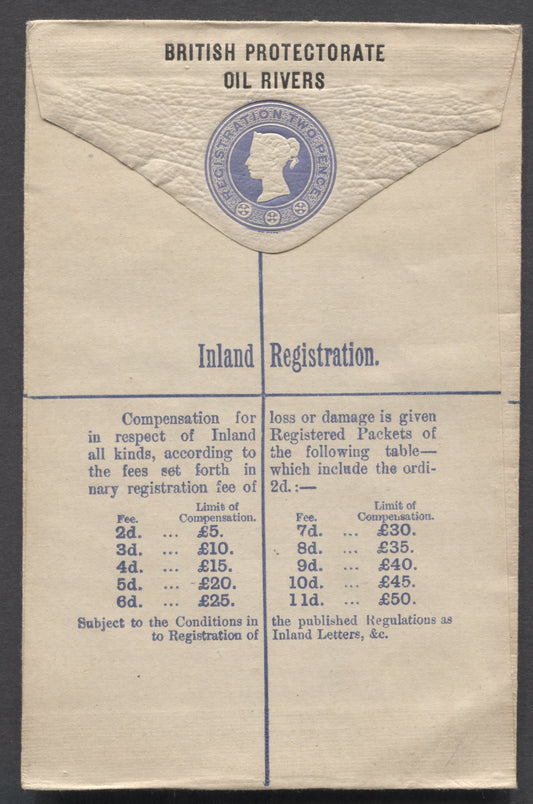 BRITISH PROTECTORATE
OIL RIVERS
REGISTRATION TWO PENCE
Inland Registration.
Compensation for loss or damage is given
in respect of Inland Registered Packets of
all kinds, according to the following table—
the fees set forth in which include the ordi-
nary registration fee of 2d.:—
Fee. Limit of Compensation. Fee. Limit of Compensation.
2d. ... £5. 7d. ... £30.
3d. ... £10. 8d. ... £35.
4d. ... £15. 9d. ... £40.
5d. ... £20. 10d. ... £45.
6d. ... £25. 11d. ... £50.
Subject to the Conditions in the published Regulations as
to Registration of Inland Letters, &c.